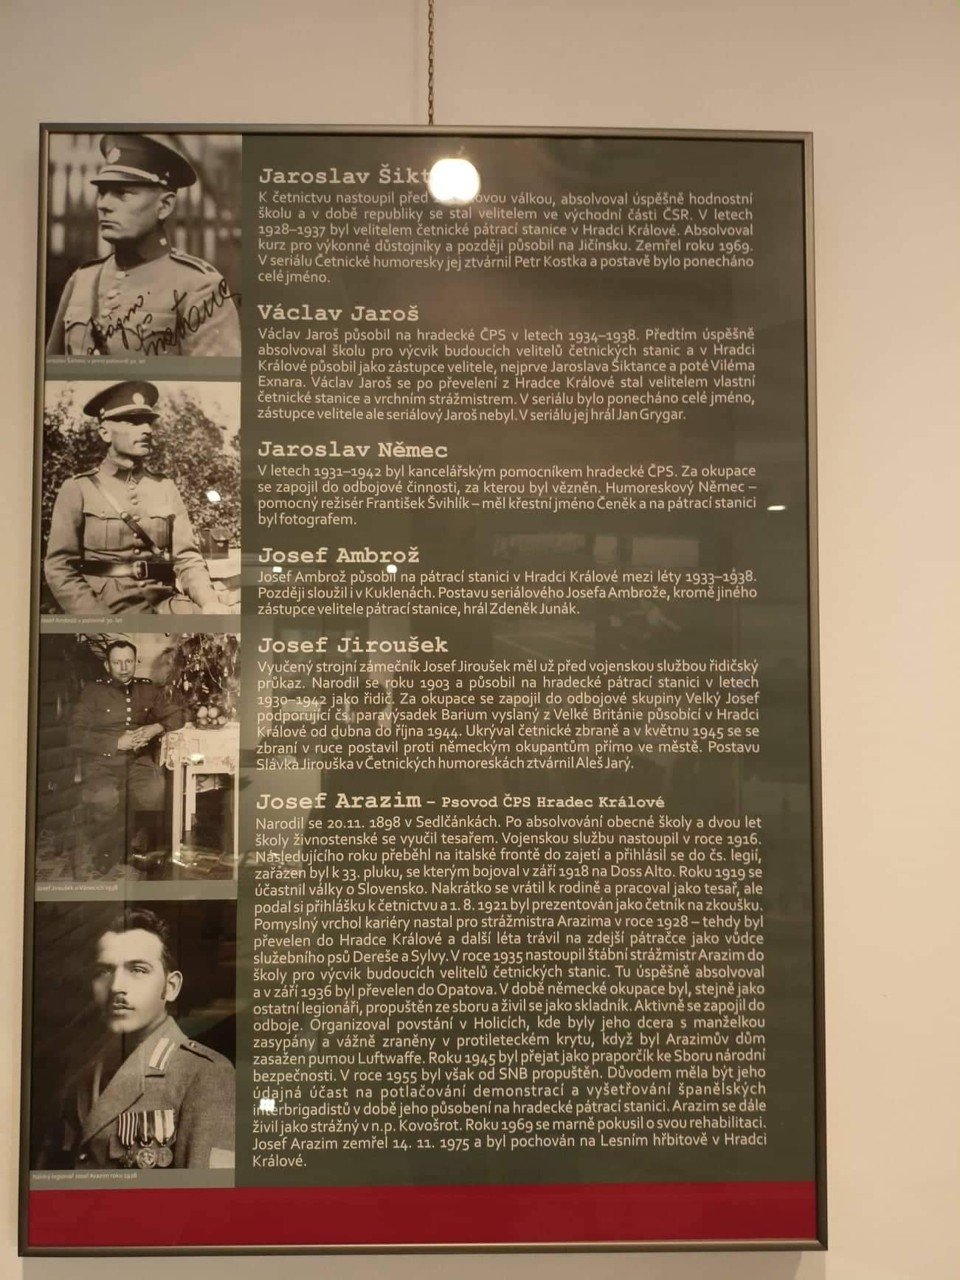 Jaroslav
K četnictvu nastoupil před válkou, absolvoval úspěšně hodnostní
školu a v době republiky se stal velitelem ve východní části ČSR. V letech
1928–1937 byl velitelem četnické pátrací stanice v Hradci Králové. Absolvoval
kurz pro výkonné důstojníky a později působil na Jičínsku. Zemřel roku 1969.
V seriálu Četnické humoresky jej ztvárnil Petr Kostka a postavě bylo ponecháno
celé jméno.
Václav Jaroš
Václav Jaroš působil na hradecké ČPS v letech 1934–1938. Předtím úspěšně
absolvoval školu pro výcvik budoucích velitelů četnických stanic a v Hradci
Králové působil jako zástupce velitele, nejprve Jaroslava Šiktance a poté Viléma
Exnara. Václav Jaroš se po převelení z Hradce Králové stal velitelem vlastní
četnické stanice a vrchním strážmistrem. V seriálu bylo ponecháno celé jméno,
zástupce velitele ale seriálový Jaroš nebyl. V seriálu jej hrál Jan Grygar.
Jaroslav Němec
V letech 1931–1942 byl kancelářským pomocníkem hradecké ČPS. Za okupace
se zapojil do odbojové činnosti, za kterou byl vězněn. Humoreskový Němec –
pomocný režisér František Švihlík – měl křestní jméno Čeněk a na pátrací stanici
byl fotografem.
Josef Ambrož
Josef Ambrož působil na pátrací stanici v Hradci Králové mezi léty 1933–1938.
Později sloužil i v Kuklenách. Postavu seriálového Josefa Ambrože, kromě jiného
zástupce velitele pátrací stanice, hrál Zdeněk Junák.
Josef Jiroušek
Vyučený strojní zámečník Josef Jiroušek měl už před vojenskou službou řidičský
průkaz. Narodil se roku 1903 a působil na hradecké pátrací stanici v letech
1930–1942 jako řidič. Za okupace se zapojil do odbojové skupiny Velký Josef
podporující čs. paravýsadek Barium vyslaný z Velké Británie působící v Hradci
Králové od dubna do října 1944. Ukrýval četnické zbraně a v květnu 1945 se se
zbraní v ruce postavil proti německým okupantům přímo ve městě. Postavu
Slávka Jirouška v Četnických humoreskách ztvárnil Aleš Jarý.
Josef Arazim – Psovod ČPS Hradec Králové
Narodil se 20.11. 1898 v Sedlčánkách. Po absolvování obecné školy a dvou let
školy živnostenské se vyučil tesařem. Vojenskou službu nastoupil v roce 1916.
Následujícího roku přeběhl na italské frontě do zajetí a přihlásil se do čs. legií,
zařazen byl k 33. pluku, se kterým bojoval v září 1918 na Doss Alto. Roku 1919 se
účastnil války o Slovensko. Nakrátko se vrátil k rodině a pracoval jako tesař, ale
podal si přihlášku k četnictvu a 1. 8. 1921 byl prezentován jako četník na zkoušku.
Pomyslný vrchol kariéry nastal pro strážmistra Arazima v roce 1928 – tehdy byl
převelen do Hradce Králové a další léta trávil na zdejší pátračce jako vůdce
služebního psů Dereše a Sylvy. V roce 1935 nastoupil štábní strážmistr Arazim do
školy pro výcvik budoucích velitelů četnických stanic. Tu úspěšně absolvoval
a v září 1936 byl převelen do Opatova. V době německé okupace byl, stejně jako
ostatní legionáři, propuštěn ze sboru a živil se jako skladník. Aktivně se zapojil do
odboje. Organizoval povstání v Holicích, kde byly jeho dcera s manželkou
zasypány a vážně zraněny v protileteckém krytu, když byl Arazimův dům
zasažen pumou Luftwaffe. Roku 1945 byl přejat jako praporčík ke Sboru národní
bezpečnosti. V roce 1955 byl však od SNB propuštěn. Důvodem měla být jeho
údajná účast na potlačování demonstrací a vyšetřování španělských
interbrigadistů v době jeho působení na hradecké pátrací stanici. Arazim se dále
živil jako strážný v n.p. Kovošrot. Roku 1969 se marně pokusil o svou rehabilitaci.
Josef Arazim zemřel 14. 11. 1975 a byl pochován na Lesním hřbitově v Hradci
Králové.
Josef Ambrož v polovině 30. let
Josef Jiroušek o Vánocích 1938
legionář Josef Arazim roku 1928